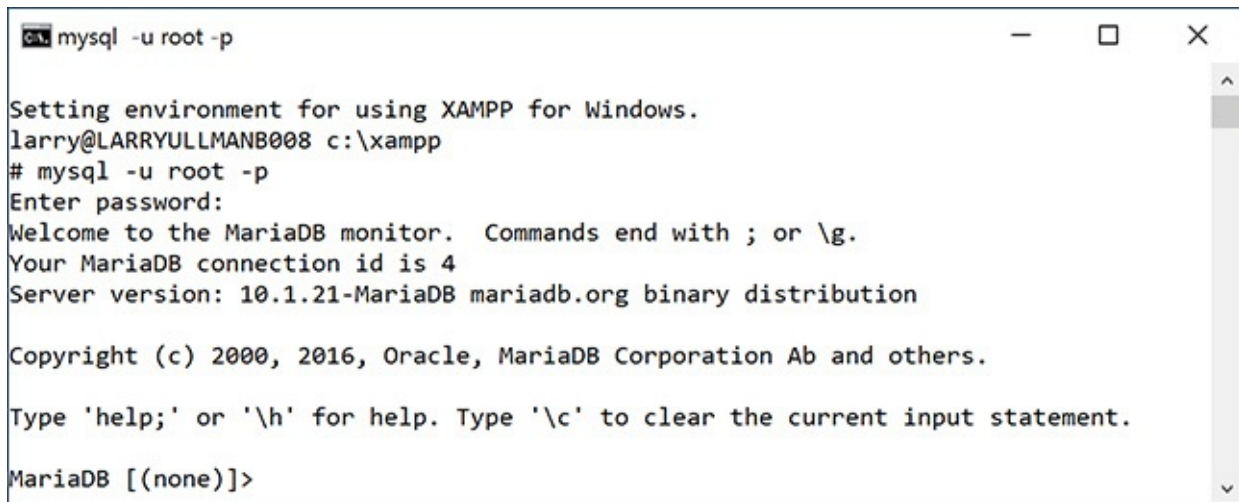 mysql -u root -p
Setting environment for using XAMPP for Windows.
larry@LARRYULLMANB008 c:\xampp
# mysql -u root -p
Enter password:
Welcome to the MariaDB monitor.  Commands end with ; or \g.
Your MariaDB connection id is 4
Server version: 10.1.21-MariaDB mariadb.org binary distribution
Copyright (c) 2000, 2016, Oracle, MariaDB Corporation Ab and others.
Type 'help;' or '\h' for help. Type '\c' to clear the current input statement.
MariaDB [(none)]>